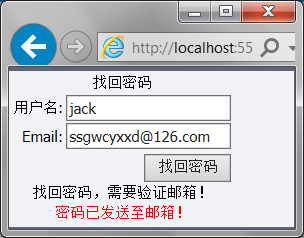 http://localhost:55
找回密码
用户名: jack
Email: ssgwcyxxd@126.com
找回密码
找回密码，需要验证邮箱！
密码已发送至邮箱！